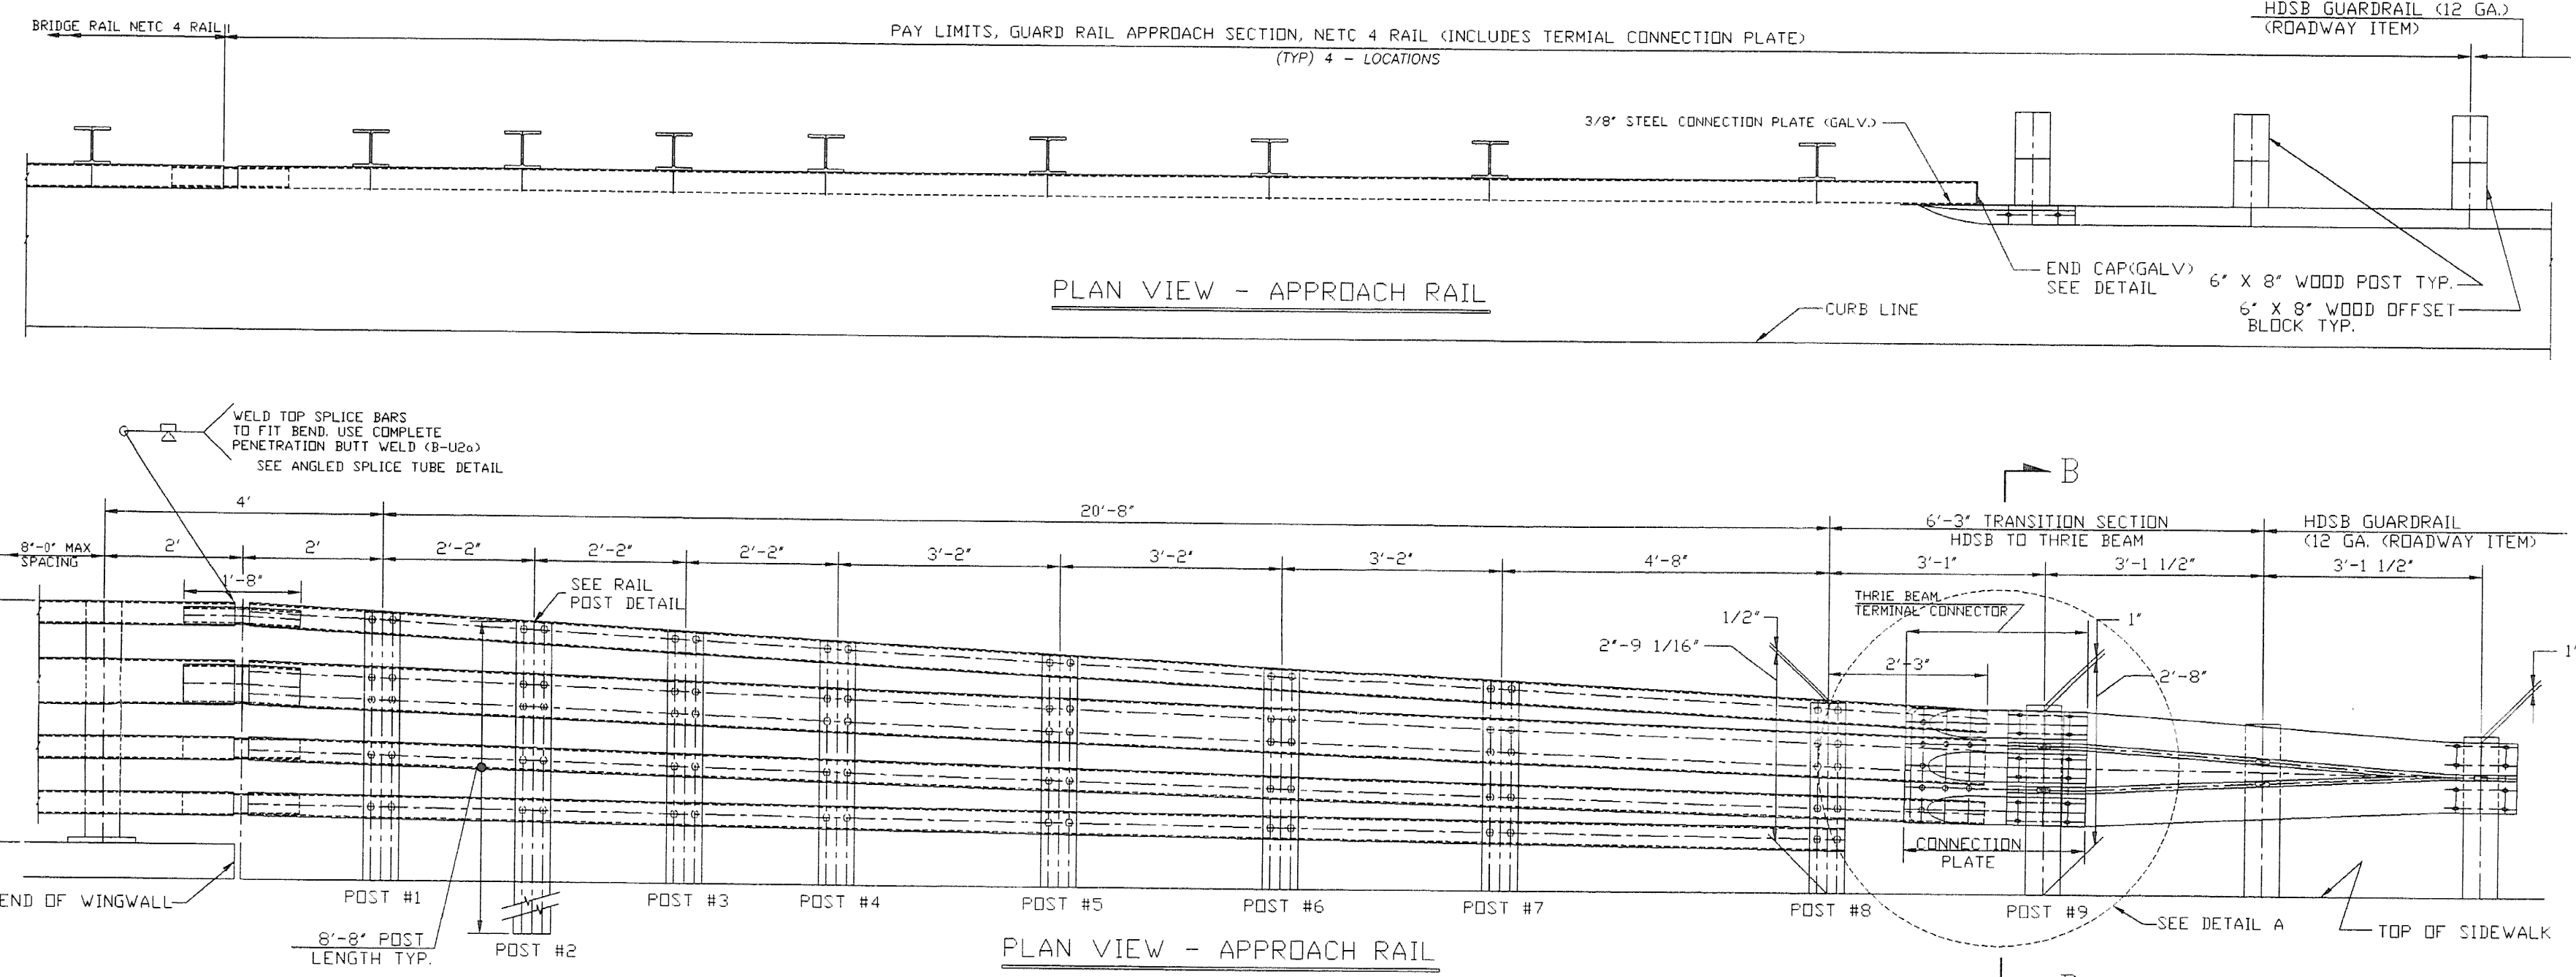 BRIDGE RAIL NETC 4 RAIL
PAY LIMITS, GUARD RAIL APPROACH SECTION, NETC 4 RAIL (INCLUDES TERMIAL CONNECTION PLATE)
(TYP) 4 - LOCATIONS
HDSB GUARDRAIL (12 GA.)
(ROADWAY ITEM)
3/8" STEEL CONNECTION PLATE (GALV.)
END CAP(GALV)
SEE DETAIL
6" X 8" WOOD POST TYP.
6" X 8" WOOD OFFSET
BLOCK TYP.
PLAN VIEW - APPROACH RAIL
CURB LINE
WELD TOP SPLICE BARS
TO FIT BEND. USE COMPLETE
PENETRATION BUTT WELD (B-U2a)
SEE ANGLED SPLICE TUBE DETAIL
B
4'
20'-8"
6'-3" TRANSITION SECTION
HDSB TO THRIE BEAM
HDSB GUARDRAIL
(12 GA. (ROADWAY ITEM)
8'-0" MAX
SPACING
2'
2'
2'-2"
2'-2"
2'-2"
3'-2"
3'-2"
3'-2"
4'-8"
3'-1"
3'-1 1/2"
3'-1 1/2"
1'-8"
SEE RAIL
POST DETAIL
THRIE BEAM
TERMINAL CONNECTOR
1/2"
2"-9 1/16"
2'-3"
1"
2'-8"
1"
CONNECTION
PLATE
END OF WINGWALL
POST #1
POST #2
POST #3
POST #4
POST #5
POST #6
POST #7
POST #8
POST #9
8'-8" POST
LENGTH TYP.
SEE DETAIL A
TOP OF SIDEWALK
PLAN VIEW - APPROACH RAIL